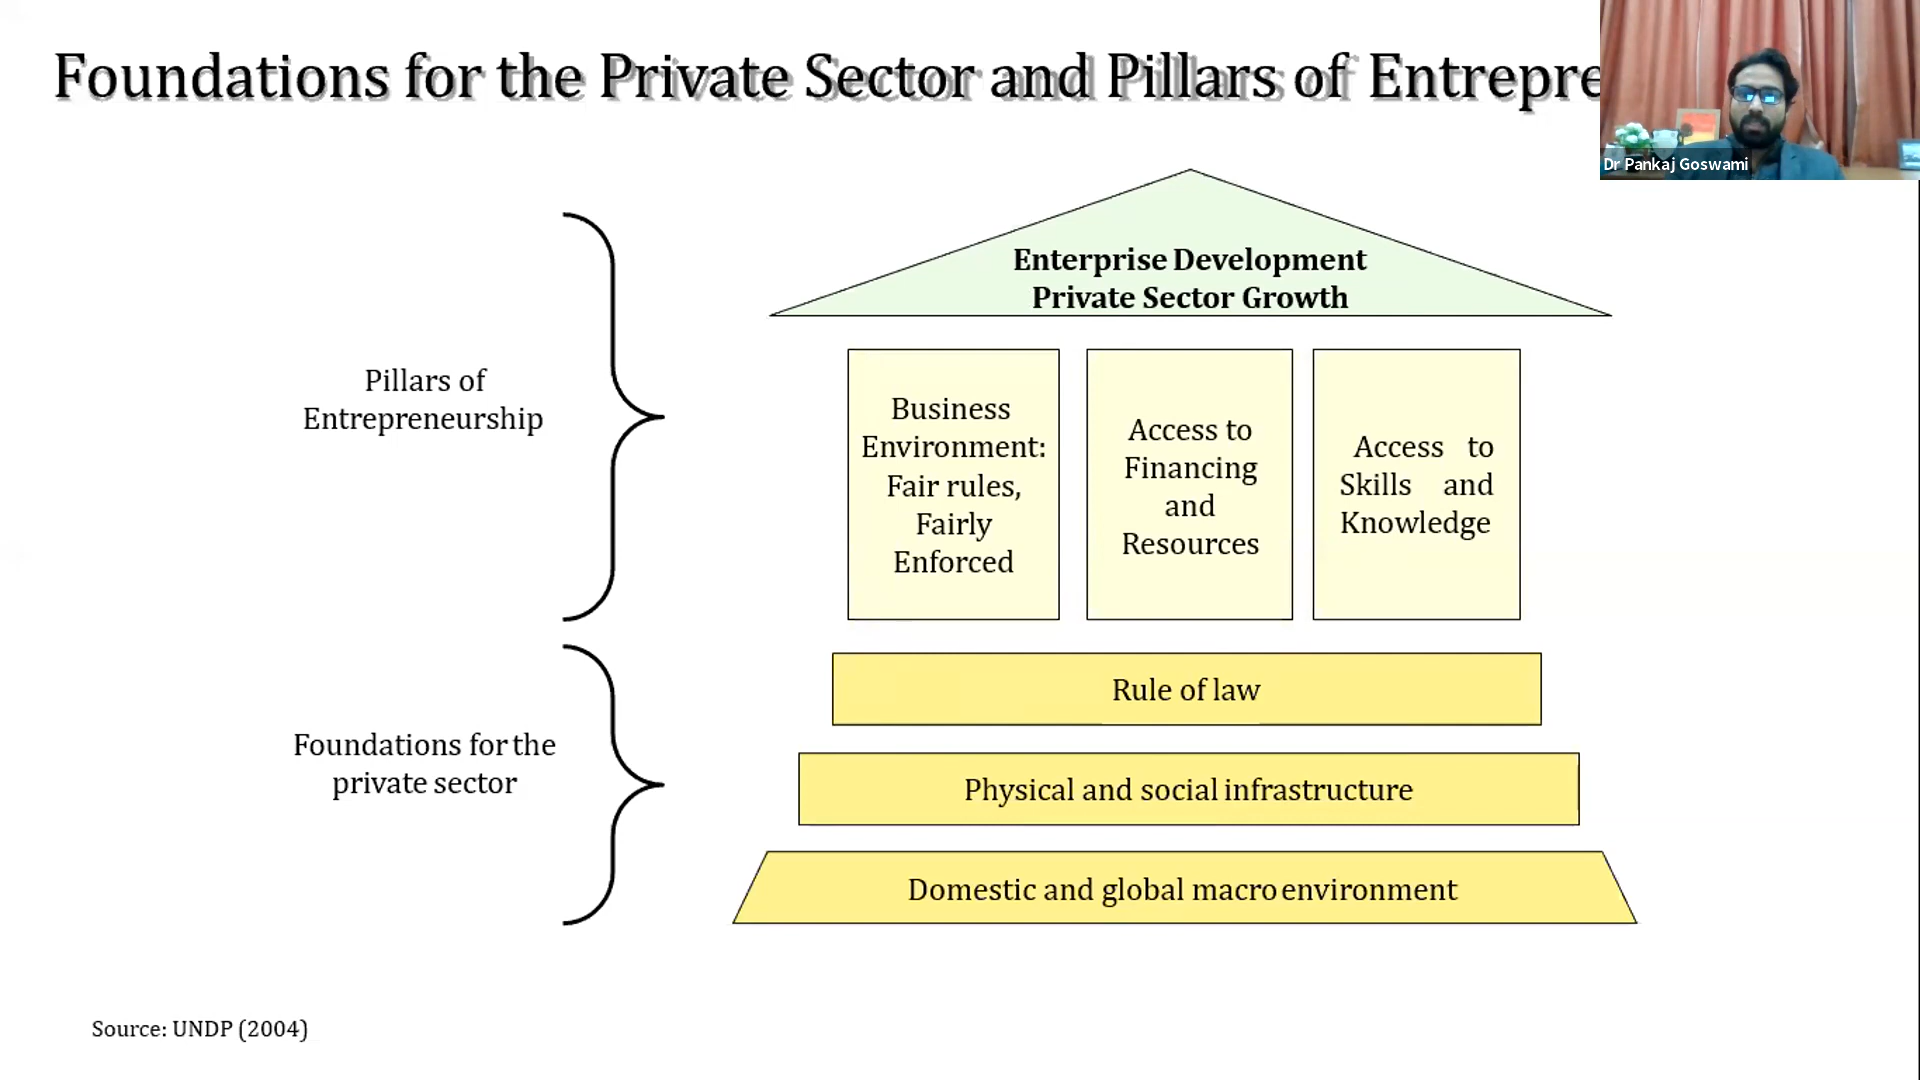 Foundations for the Private Sector and Pillars of Entrepre
Dr Pankaj Goswami
Enterprise Development
Private Sector Growth
Pillars of
Entrepreneurship
Business
Environment:
Fair rules,
Fairly
Enforced
Access to
Financing
and
Resources
Access to
Skills and
Knowledge
Rule of law
Foundations for the
private sector
Physical and social infrastructure
Domestic and global macro environment
Source: UNDP (2004)